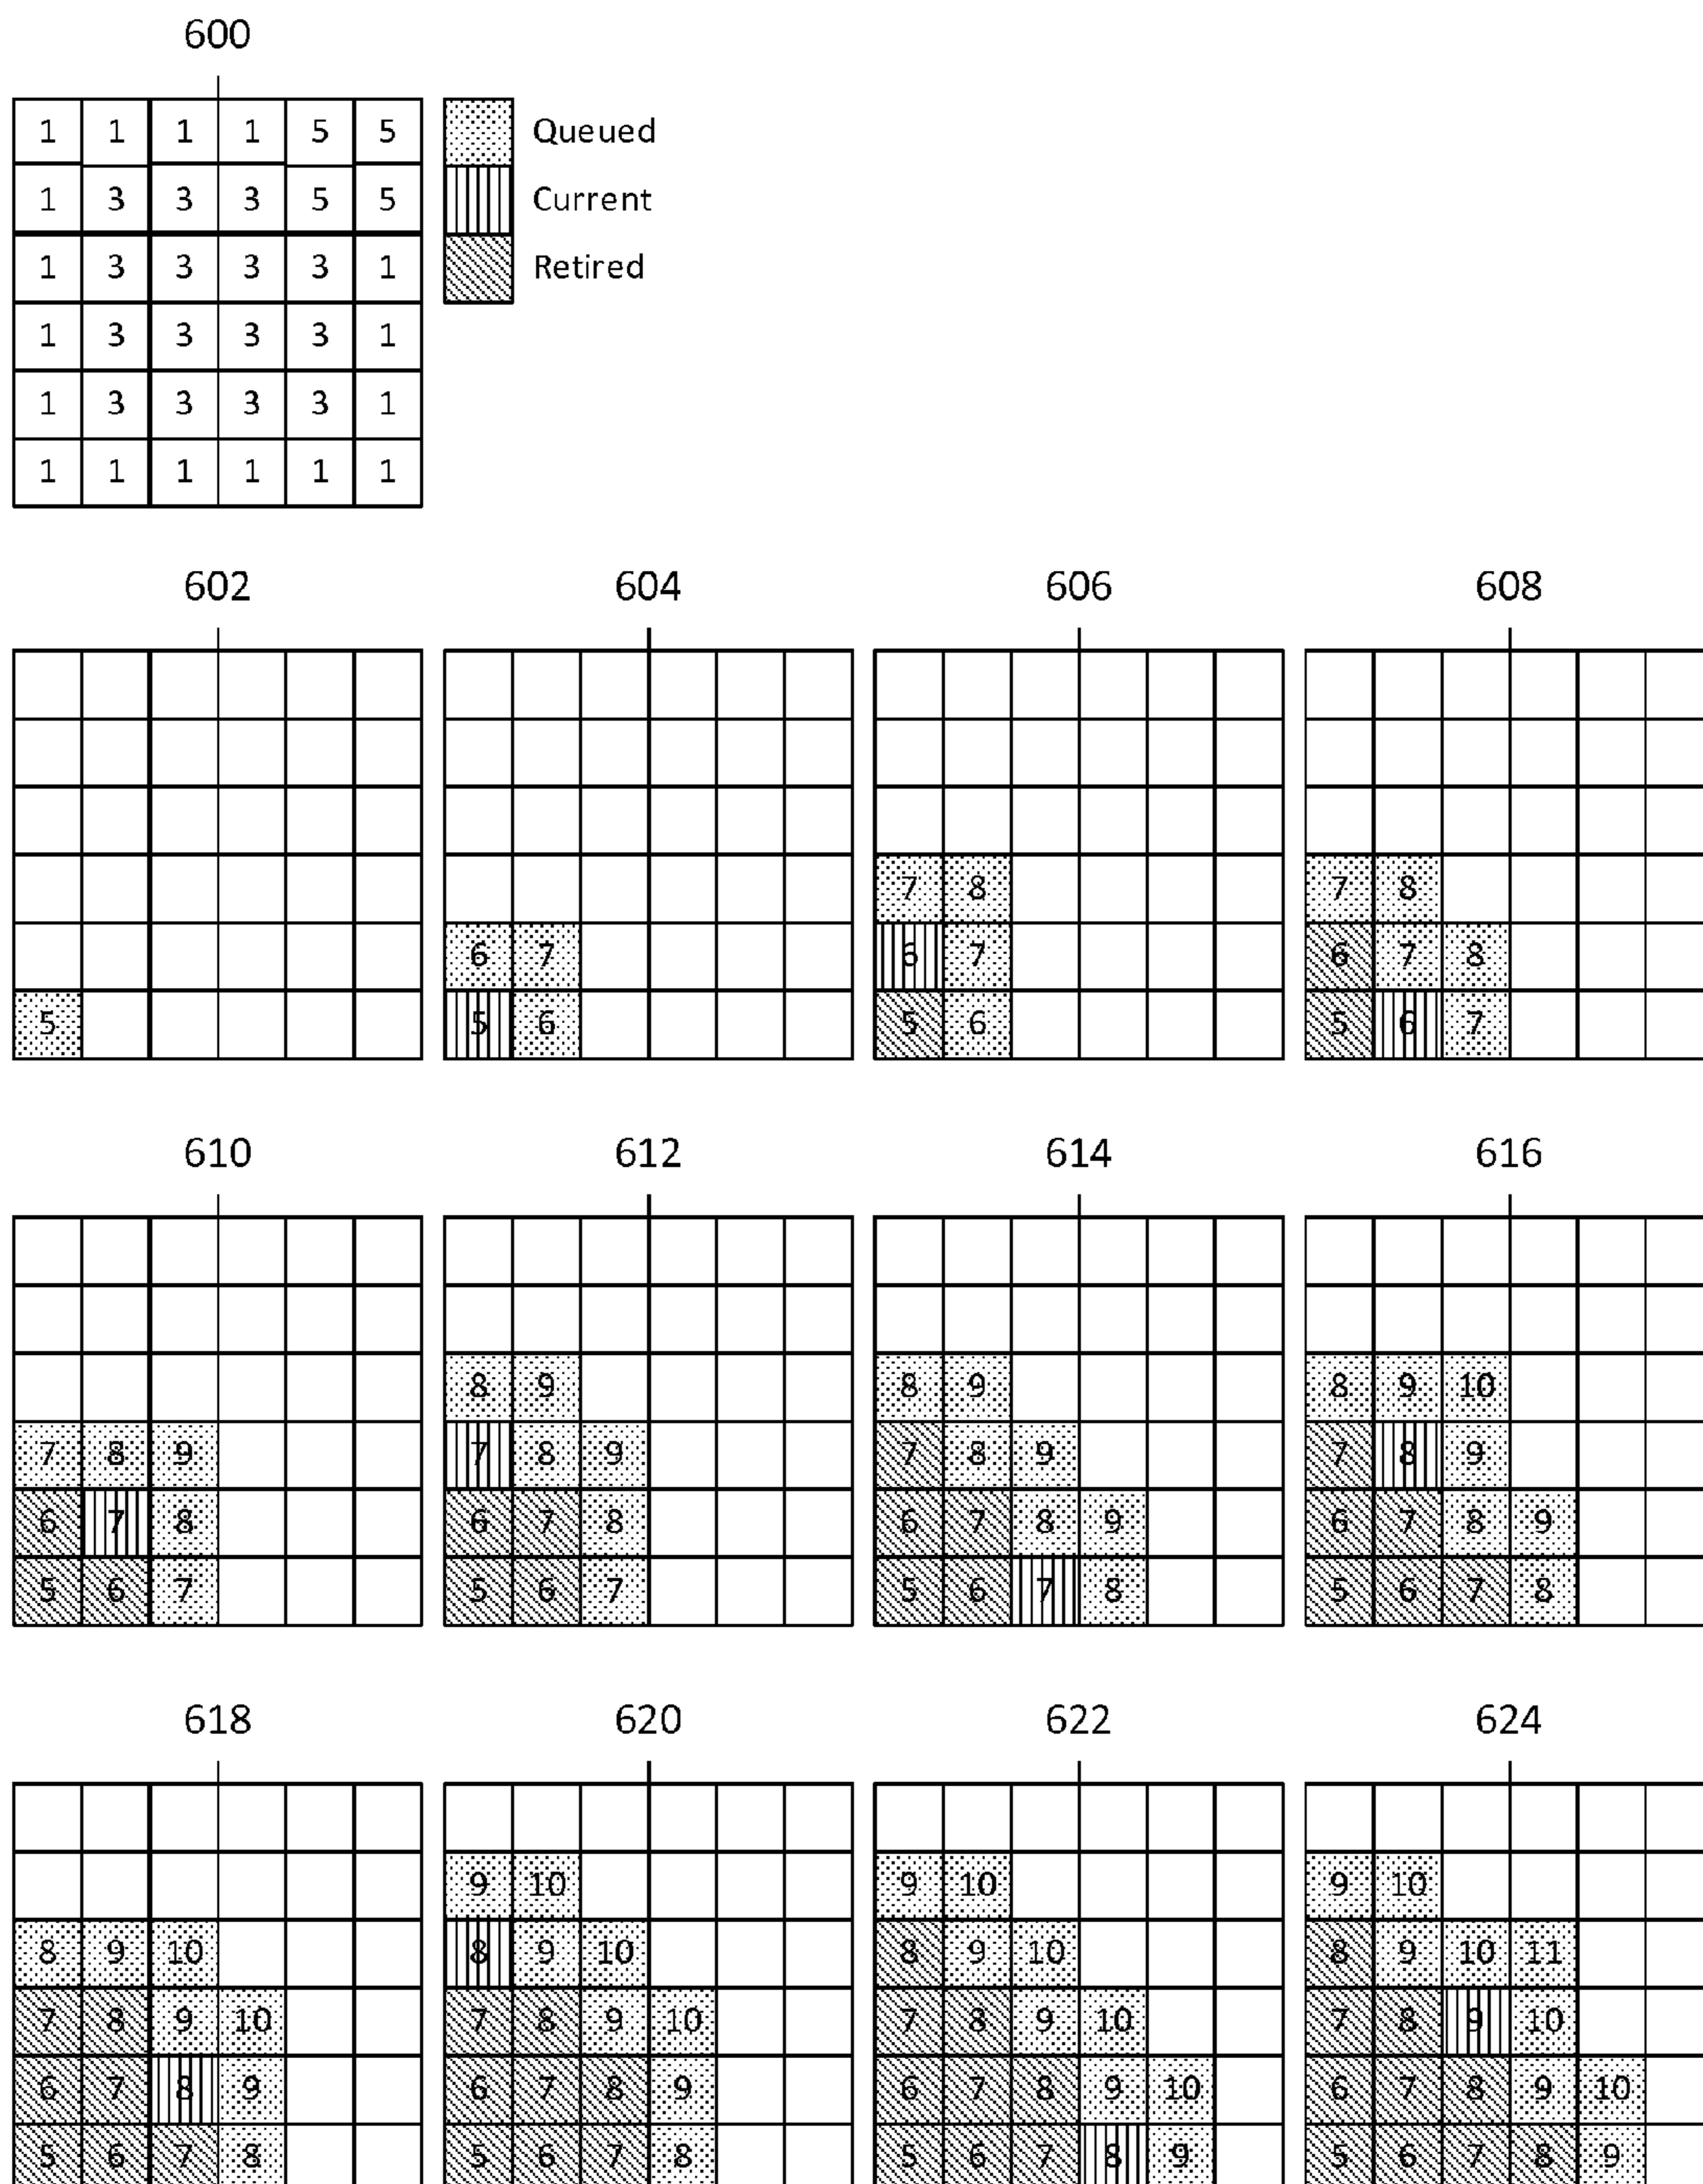 600
1 1 1 1 5 5 Queued
1 3 3 3 5 5 Current
1 3 3 3 3 1 Retired
1 3 3 3 3 1
1 3 3 3 3 1
1 1 1 1 1 1
602 604 606 608
7 8 7 8
6 7 6 7 6 7 8
5 5 6 5 6 5 6 7
610 612 614 616
8 9 8 9 8 9 10
7 8 9 7 8 9 7 8 9 7 8 9
6 7 8 6 7 8 6 7 8 9 6 7 8 9
5 6 7 5 6 7 5 6 7 8 5 6 7 8
618 620 622 624
9 10 9 10 9 10
8 9 10 8 9 10 8 9 10 8 9 10 11
7 8 9 10 7 8 9 10 7 8 9 10 7 8 9 10
6 7 8 9 6 7 8 9 6 7 8 9 10 6 7 8 9 10
5 6 7 8 5 6 7 8 5 6 7 8 9 5 6 7 8 9